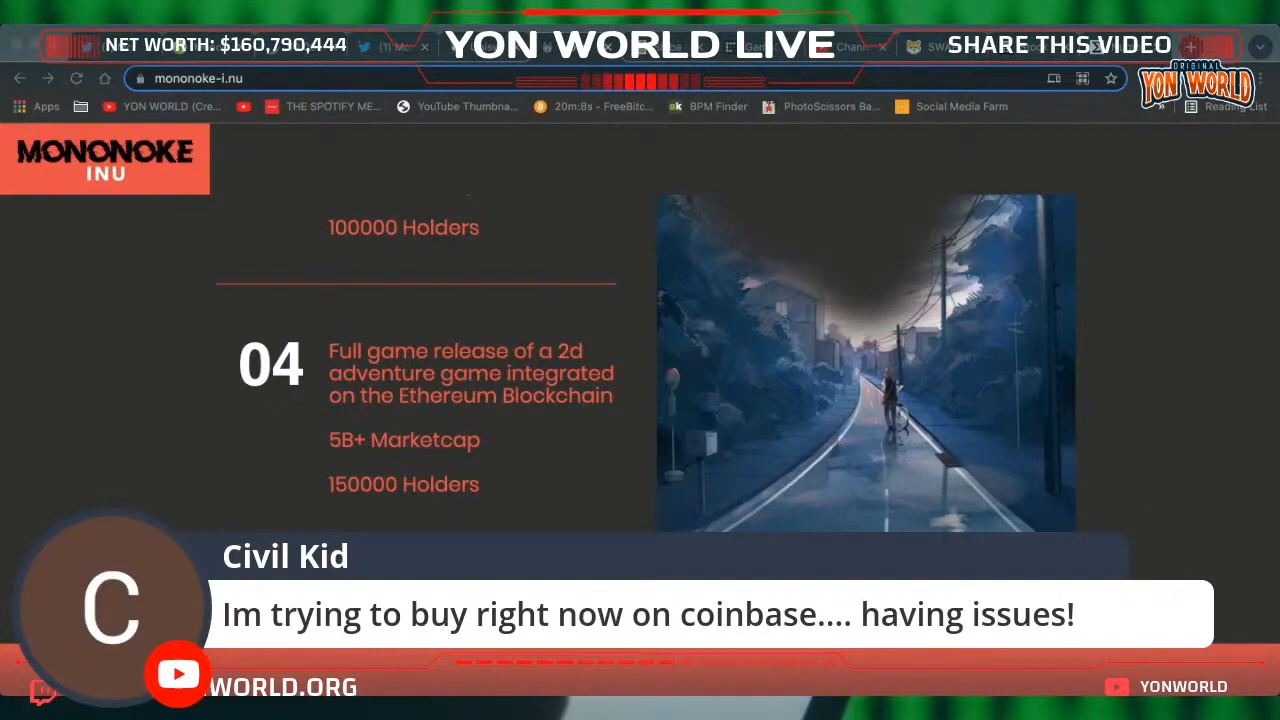 NET WORTH: $160,790,444
YON WORLD LIVE
SHARE THIS VIDEO
mononoke-i.nu
ORIGINAL
YON WORLD
Apps
YON WORLD (Cre...
THE SPOTIFY ME...
YouTube Thumbna...
20m:8s - FreeBitc...
BPM Finder
PhotoScissors Ba...
Social Media Farm
»
Reading List
MONONOKE
INU
100000 Holders
04
Full game release of a 2d
adventure game integrated
on the Ethereum Blockchain
5B+ Marketcap
150000 Holders
C
Civil Kid
Im trying to buy right now on coinbase.... having issues!
WORLD.ORG
YONWORLD